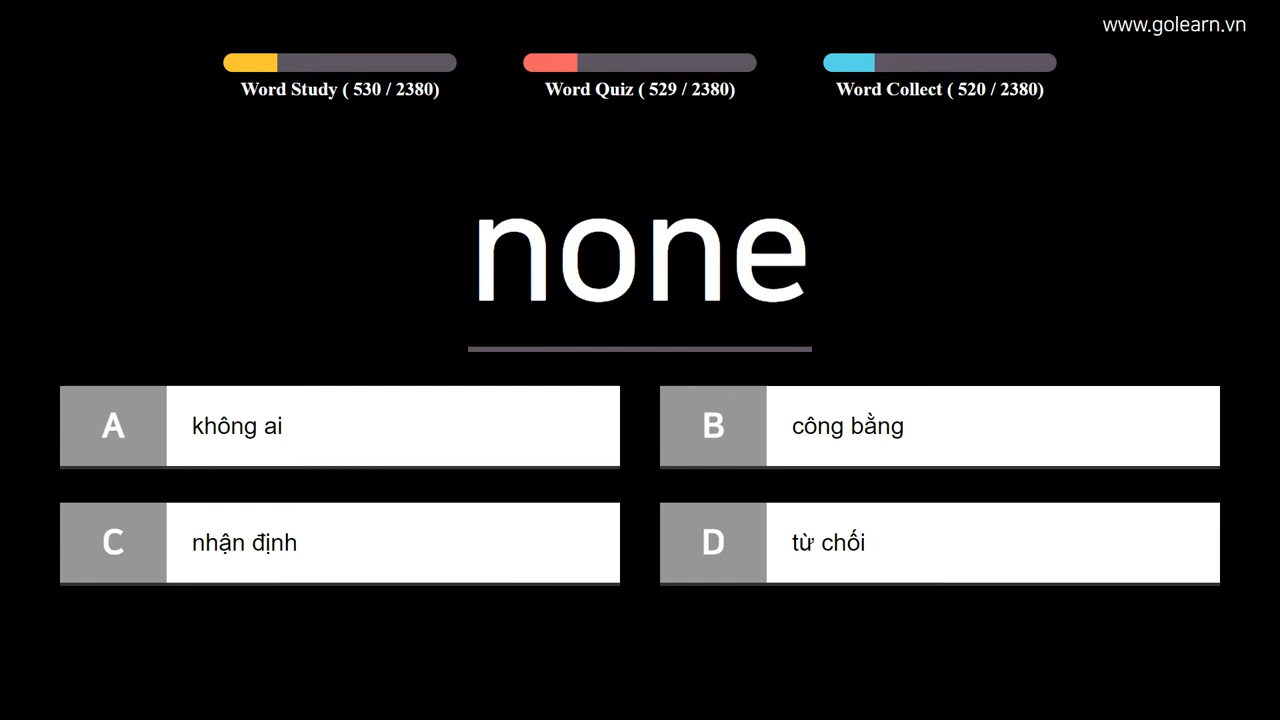 www.golearn.vn
Word Study ( 530 / 2380)
Word Quiz ( 529 / 2380)
Word Collect ( 520 / 2380)
none
A không ai
B công bằng
C nhận định
D từ chối